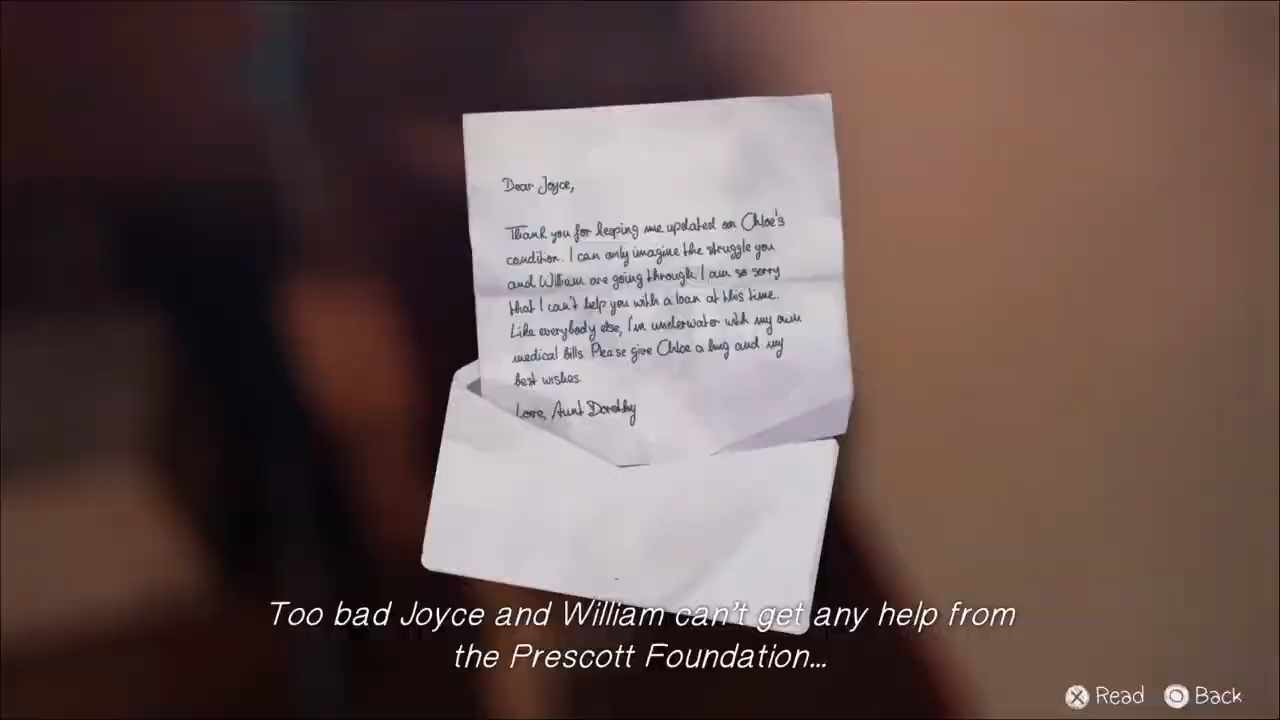 Dear Joyce,
Thank you for keeping me updated on Chloe's
condition. I can only imagine the struggle you
and William are going through. I am so sorry
that I can't help you with a loan at this time.
Like everybody else, I'm underwater with my own
medical bills. Please give Chloe a hug and my
best wishes.
Love, Aunt Dorothy
Too bad Joyce and William can't get any help from
the Prescott Foundation...
Read Back